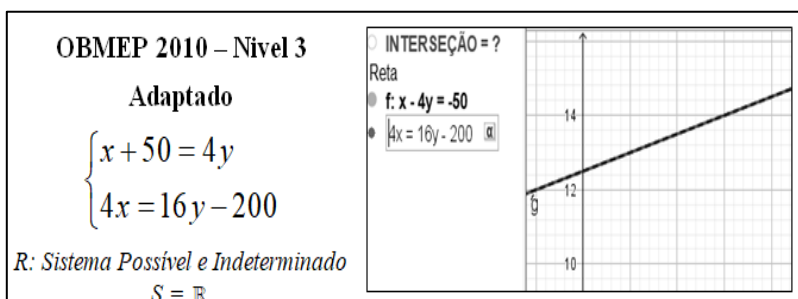 OBMEP 2010 – Nivel 3
Adaptado
x + 50 = 4y
4x = 16y – 200
R: Sistema Possível e Indeterminado
S = ℝ
INTERSEÇÃO = ?
Reta
f: x - 4y = -50
4x = 16y - 200 α
14
12
g
10